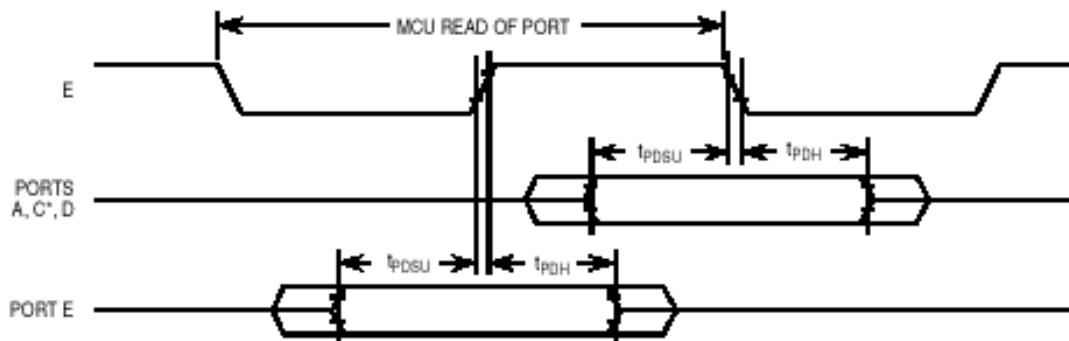 MCU READ OF PORT
E
tPDSU
tPDH
PORTS
A, C*, D
tPDSU
tPDH
PORT E